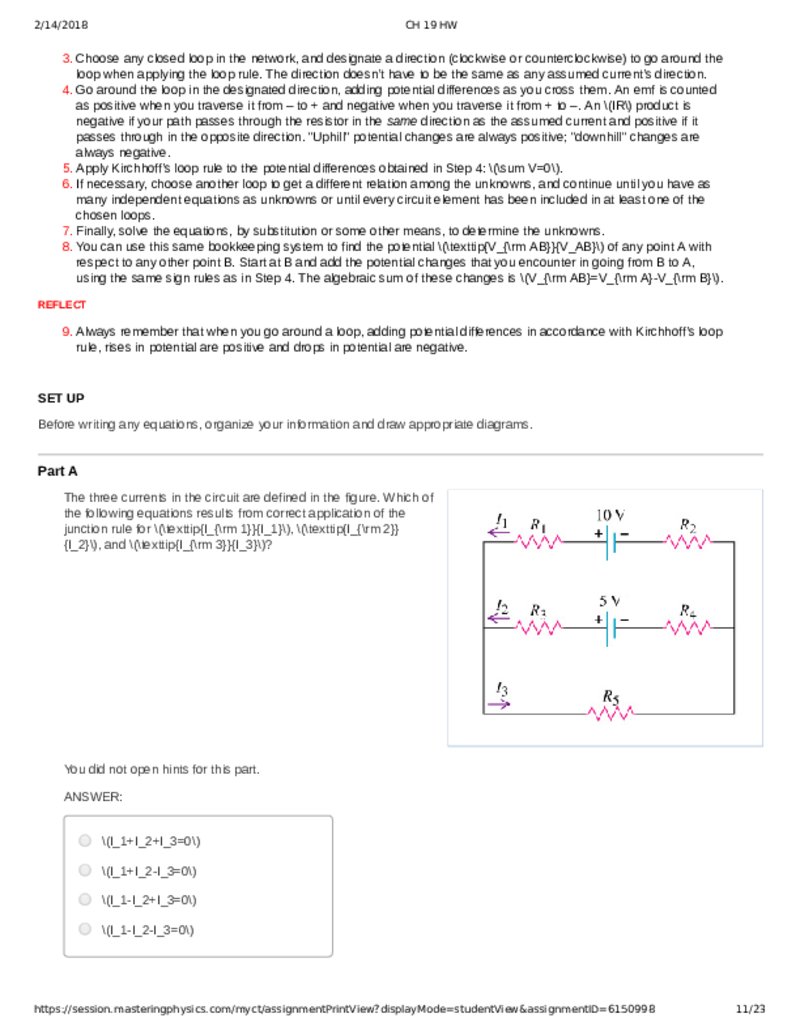 2/14/2018 CH 19 HW
3. Choose any closed loop in the network, and designate a direction (clockwise or counterclockwise) to go around the
loop when applying the loop rule. The direction doesn't have to be the same as any assumed current's direction.
4. Go around the loop in the designated direction, adding potential differences as you cross them. An emf is counted
as positive when you traverse it from – to + and negative when you traverse it from + to –. An \(IR\) product is
negative if your path passes through the resistor in the same direction as the assumed current and positive if it
passes through in the opposite direction. "Uphill" potential changes are always positive; "downhill" changes are
always negative.
5. Apply Kirchhoff's loop rule to the potential differences obtained in Step 4: \(\sum V=0\).
6. If necessary, choose another loop to get a different relation among the unknowns, and continue until you have as
many independent equations as unknowns or until every circuit element has been included in at least one of the
chosen loops.
7. Finally, solve the equations, by substitution or some other means, to determine the unknowns.
8. You can use this same bookkeeping system to find the potential \(\texttip{V_{\rm AB}}{V_AB}\) of any point A with
respect to any other point B. Start at B and add the potential changes that you encounter in going from B to A,
using the same sign rules as in Step 4. The algebraic sum of these changes is \(V_{\rm AB}=V_{\rm A}-V_{\rm B}\).
REFLECT
9. Always remember that when you go around a loop, adding potential differences in accordance with Kirchhoff's loop
rule, rises in potential are positive and drops in potential are negative.
SET UP
Before writing any equations, organize your information and draw appropriate diagrams.
Part A
The three currents in the circuit are defined in the figure. Which of
the following equations results from correct application of the
junction rule for \(\texttip{I_{\rm 1}}{I_1}\), \(\texttip{I_{\rm 2}}
{I_2}\), and \(\texttip{I_{\rm 3}}{I_3}\)?
I1 R1 10 V R2
+ –
I2 R3 5 V R4
+ –
I3 R5
You did not open hints for this part.
ANSWER:
\(I_1+I_2+I_3=0\)
\(I_1+I_2-I_3=0\)
\(I_1-I_2+I_3=0\)
\(I_1-I_2-I_3=0\)
https://session.masteringphysics.com/myct/assignmentPrintView?displayMode=studentView&assignmentID=6150998 11/23